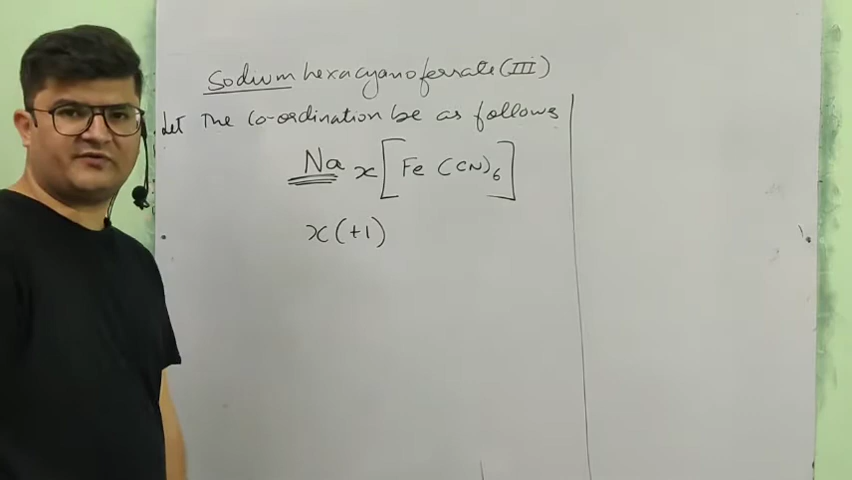 Sodium hexacyanoferrate (III)
Let the co-ordination be as follows
Na x [Fe (CN)6]
x(+1)